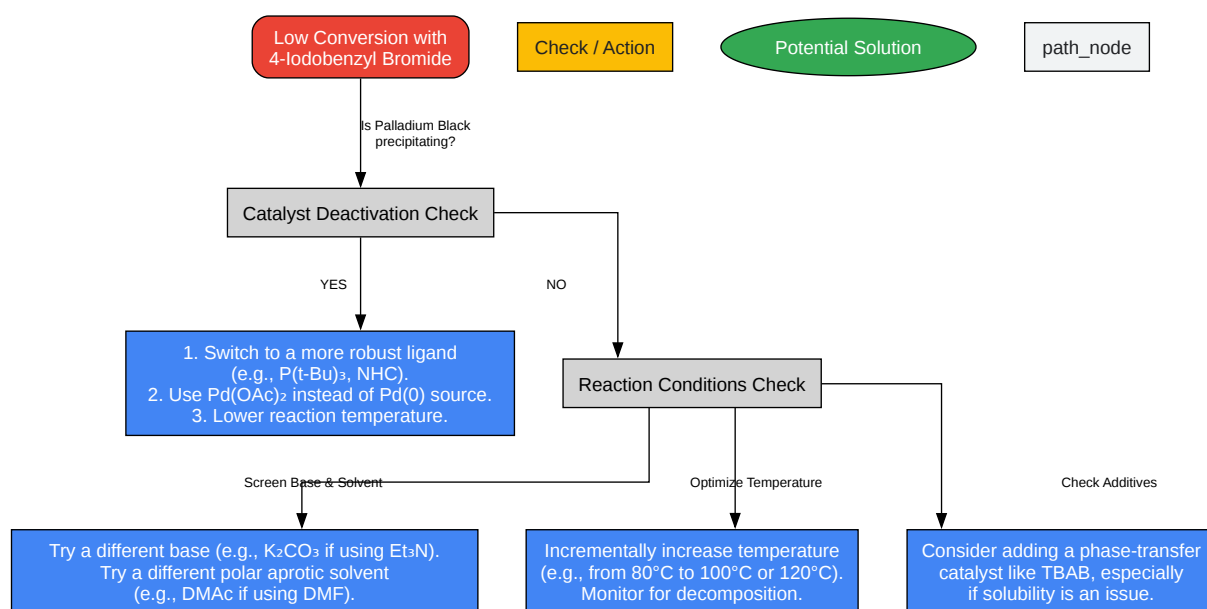 Low Conversion with
4-Iodobenzyl Bromide
Check / Action
Potential Solution
path_node
Is Palladium Black
precipitating?
Catalyst Deactivation Check
YES
NO
1. Switch to a more robust ligand
(e.g., P(t-Bu)₃, NHC).
2. Use Pd(OAc)₂ instead of Pd(0) source.
3. Lower reaction temperature.
Reaction Conditions Check
Screen Base & Solvent
Optimize Temperature
Check Additives
Try a different base (e.g., K₂CO₃ if using Et₃N).
Try a different polar aprotic solvent
(e.g., DMAc if using DMF).
Incrementally increase temperature
(e.g., from 80°C to 100°C or 120°C).
Monitor for decomposition.
Consider adding a phase-transfer
catalyst like TBAB, especially
if solubility is an issue.